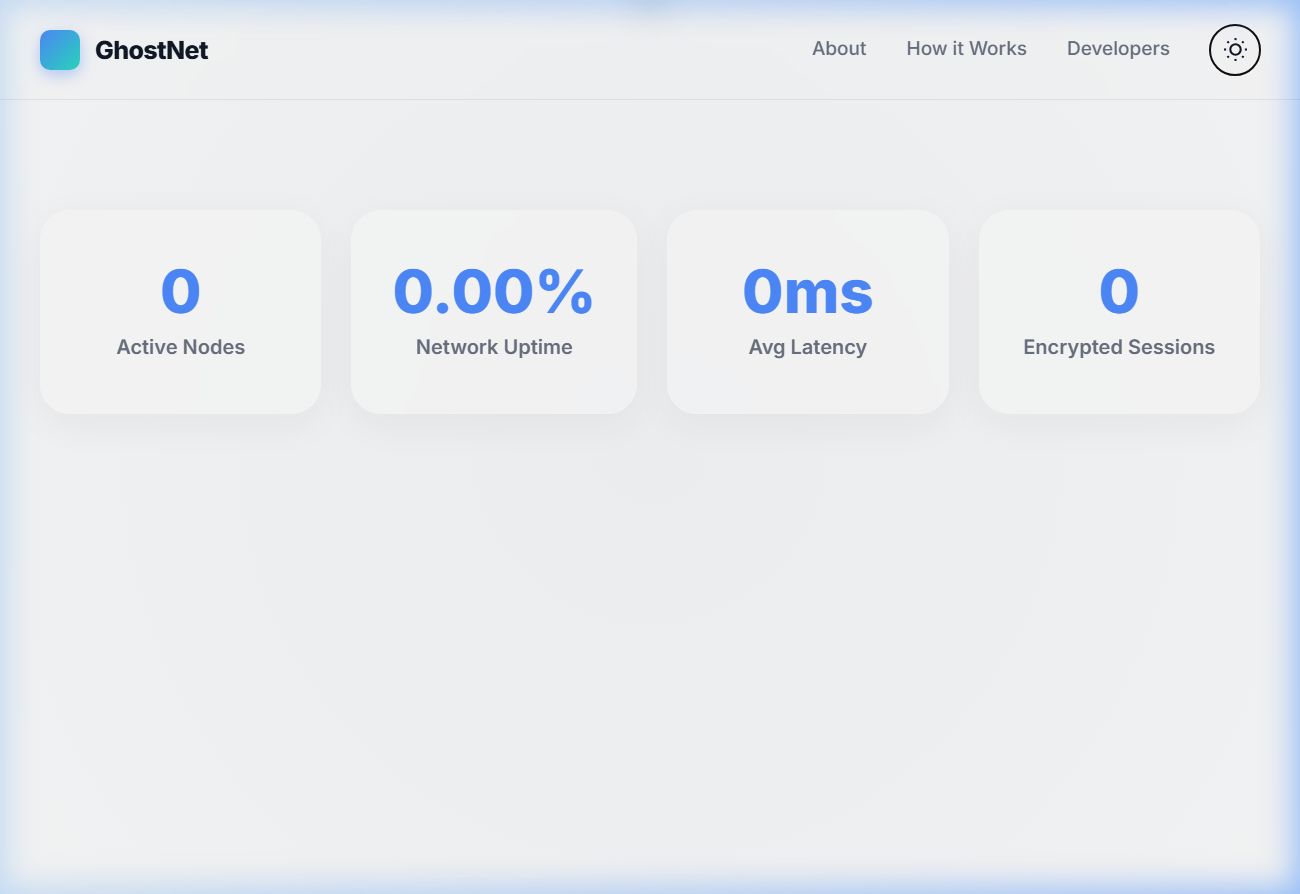 GhostNet
About
How it Works
Developers
0
Active Nodes
0.00%
Network Uptime
0ms
Avg Latency
0
Encrypted Sessions